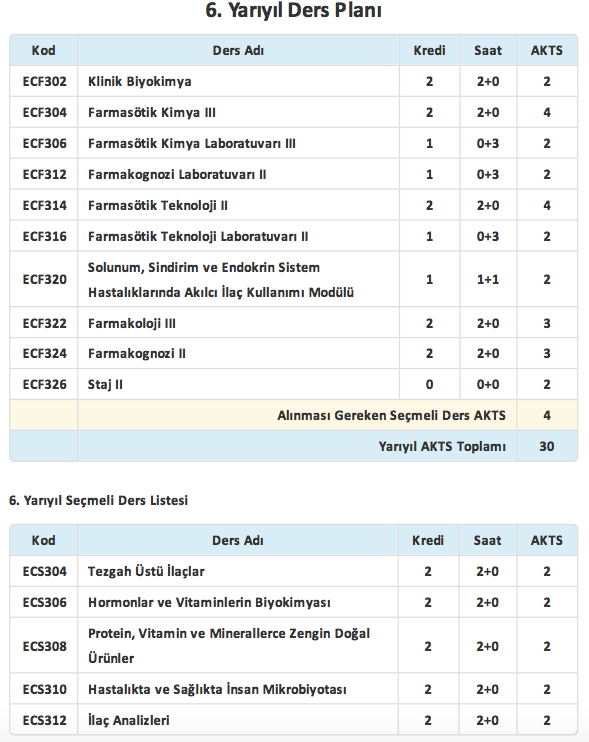 6. Yarıyıl Ders Planı
Kod Ders Adı Kredi Saat AKTS
ECF302 Klinik Biyokimya 2 2+0 2
ECF304 Farmasötik Kimya III 2 2+0 4
ECF306 Farmasötik Kimya Laboratuvarı III 1 0+3 2
ECF312 Farmakognozi Laboratuvarı II 1 0+3 2
ECF314 Farmasötik Teknoloji II 2 2+0 4
ECF316 Farmasötik Teknoloji Laboratuvarı II 1 0+3 2
ECF320 Solunum, Sindirim ve Endokrin Sistem
Hastalıklarında Akılcı İlaç Kullanımı Modülü 1 1+1 2
ECF322 Farmakoloji III 2 2+0 3
ECF324 Farmakognozi II 2 2+0 3
ECF326 Staj II 0 0+0 2
Alınması Gereken Seçmeli Ders AKTS 4
Yarıyıl AKTS Toplamı 30
6. Yarıyıl Seçmeli Ders Listesi
Kod Ders Adı Kredi Saat AKTS
ECS304 Tezgah Üstü İlaçlar 2 2+0 2
ECS306 Hormonlar ve Vitaminlerin Biyokimyası 2 2+0 2
ECS308 Protein, Vitamin ve Minerallerce Zengin Doğal
Ürünler 2 2+0 2
ECS310 Hastalıkta ve Sağlıkta İnsan Mikrobiyotası 2 2+0 2
ECS312 İlaç Analizleri 2 2+0 2